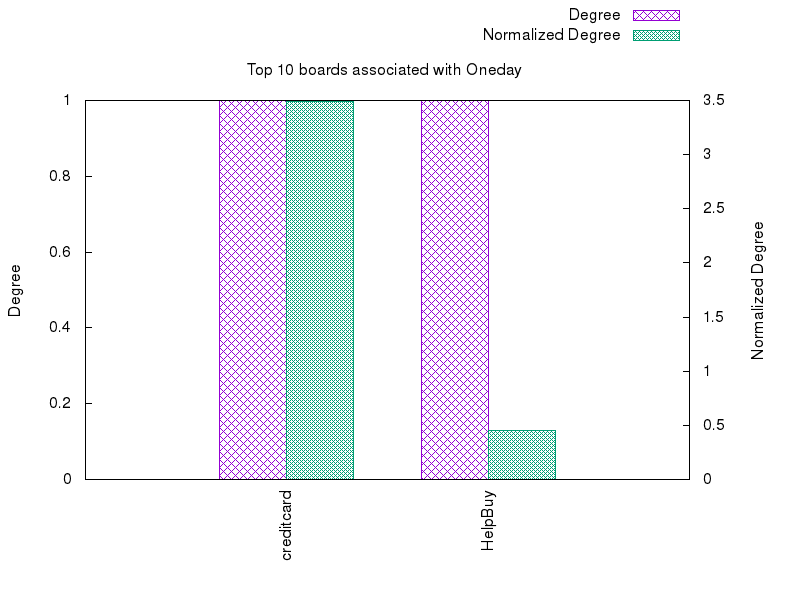 Degree
Normalized Degree
Top 10 boards associated with Oneday
1
0.8
0.6
0.4
0.2
0
3.5
3
2.5
2
1.5
1
0.5
0
Degree
Normalized Degree
creditcard
HelpBuy